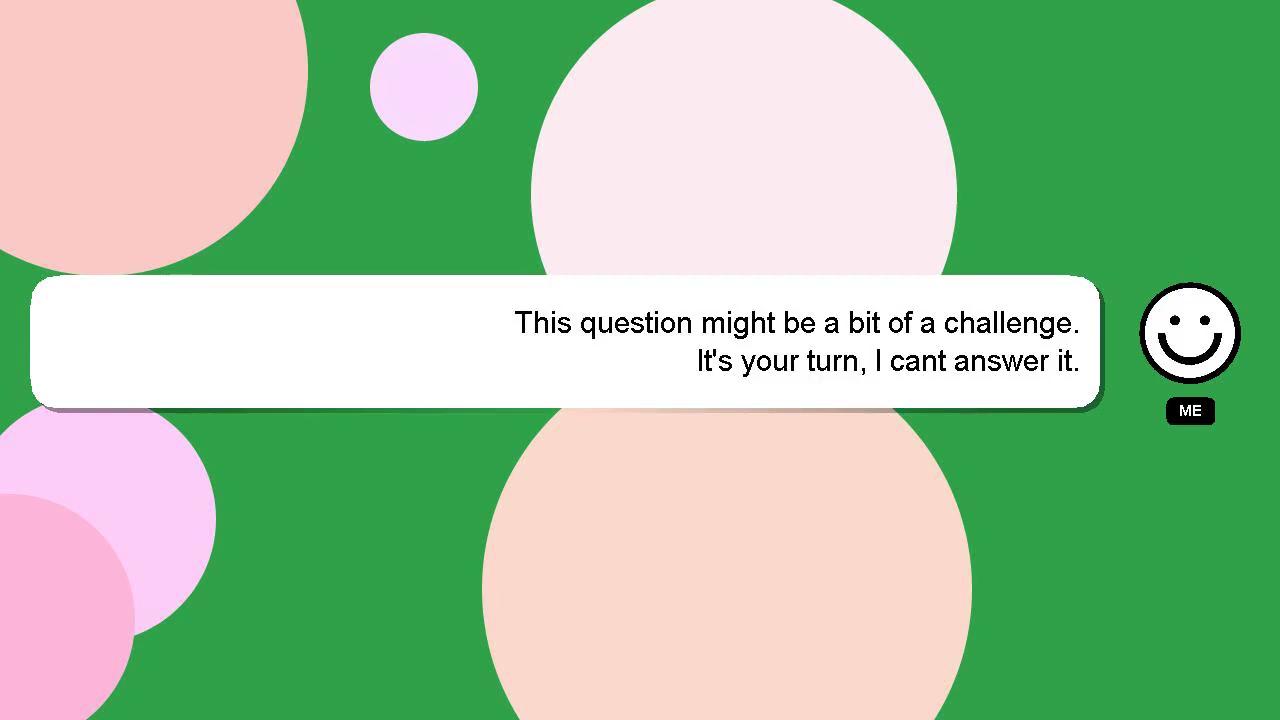 This question might be a bit of a challenge.
It's your turn, I cant answer it.
ME